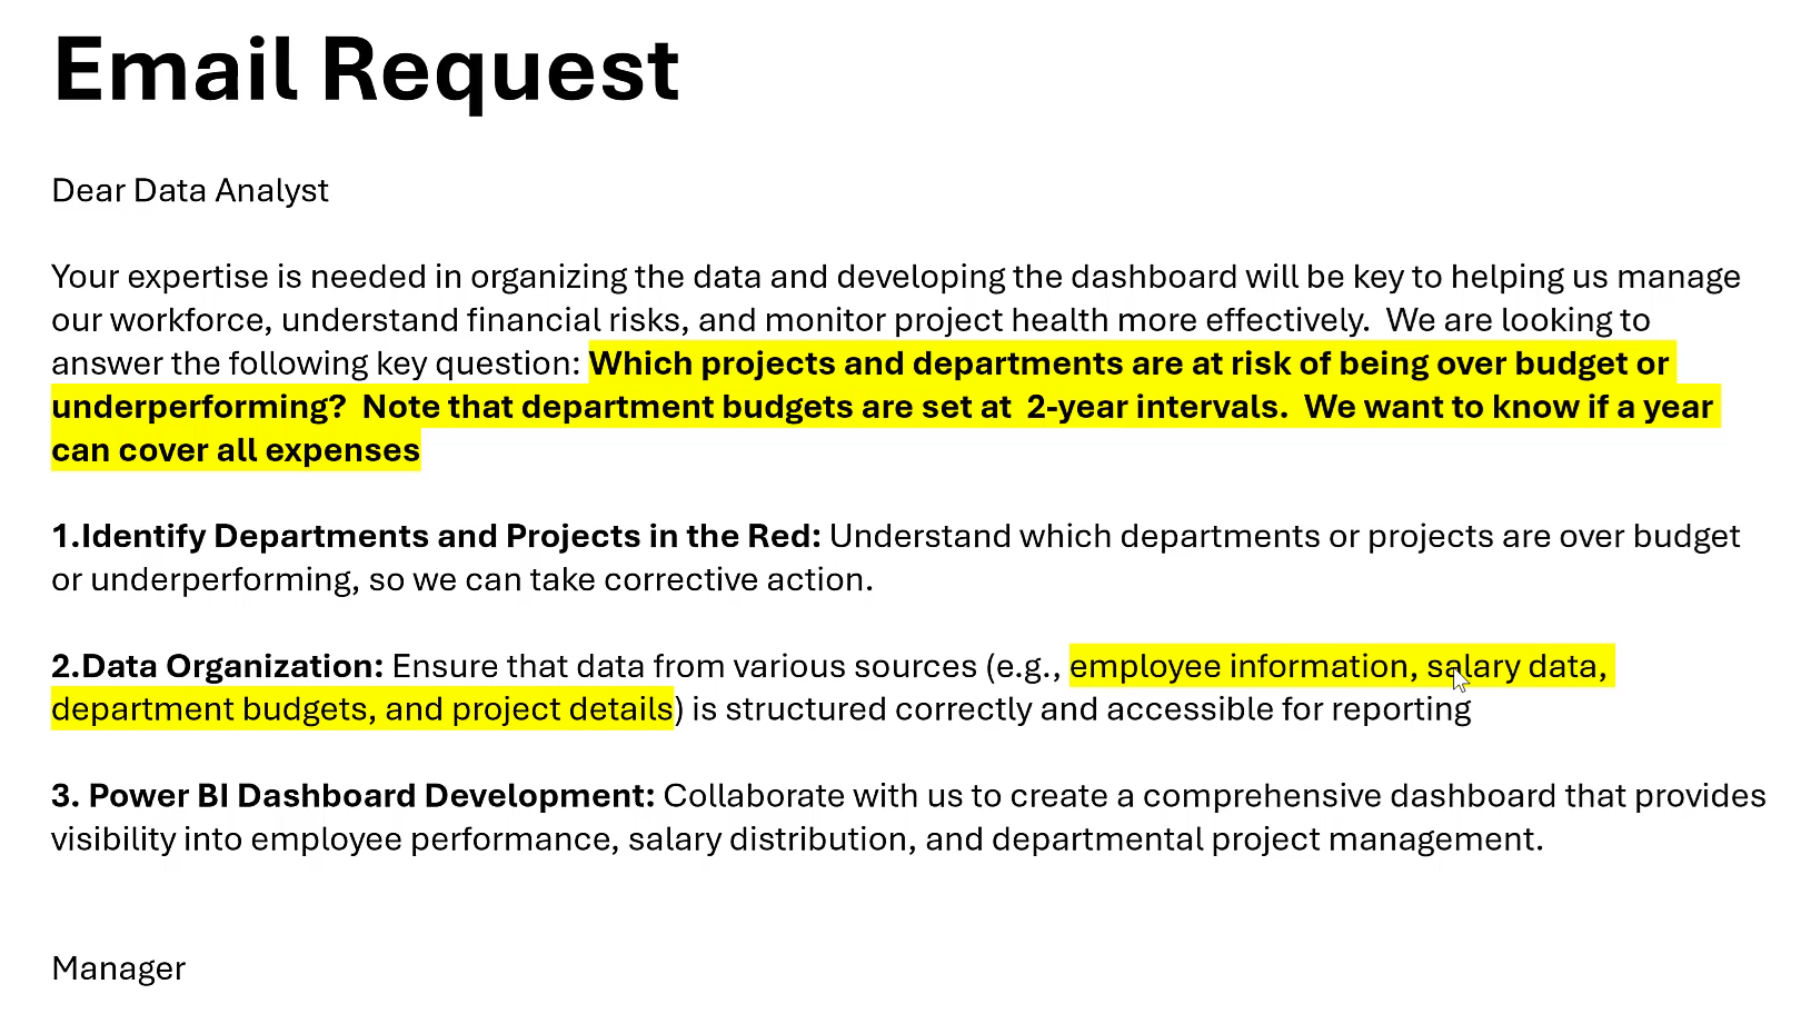 Email Request
Dear Data Analyst
Your expertise is needed in organizing the data and developing the dashboard will be key to helping us manage
our workforce, understand financial risks, and monitor project health more effectively.  We are looking to
answer the following key question: Which projects and departments are at risk of being over budget or
underperforming?  Note that department budgets are set at  2-year intervals.  We want to know if a year
can cover all expenses
1.Identify Departments and Projects in the Red: Understand which departments or projects are over budget
or underperforming, so we can take corrective action.
2.Data Organization: Ensure that data from various sources (e.g., employee information, salary data,
department budgets, and project details) is structured correctly and accessible for reporting
3. Power BI Dashboard Development: Collaborate with us to create a comprehensive dashboard that provides
visibility into employee performance, salary distribution, and departmental project management.
Manager